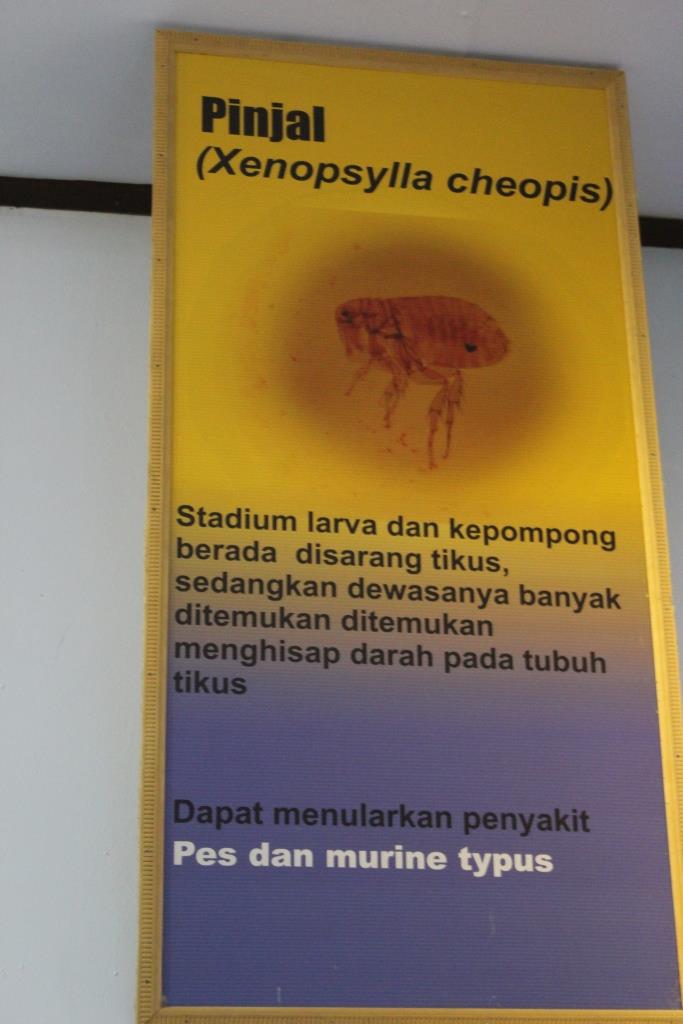 Pinjal
(Xenopsylla cheopis)
Stadium larva dan kepompong
berada disarang tikus,
sedangkan dewasanya banyak
ditemukan ditemukan
menghisap darah pada tubuh
tikus
Dapat menularkan penyakit
Pes dan murine typus